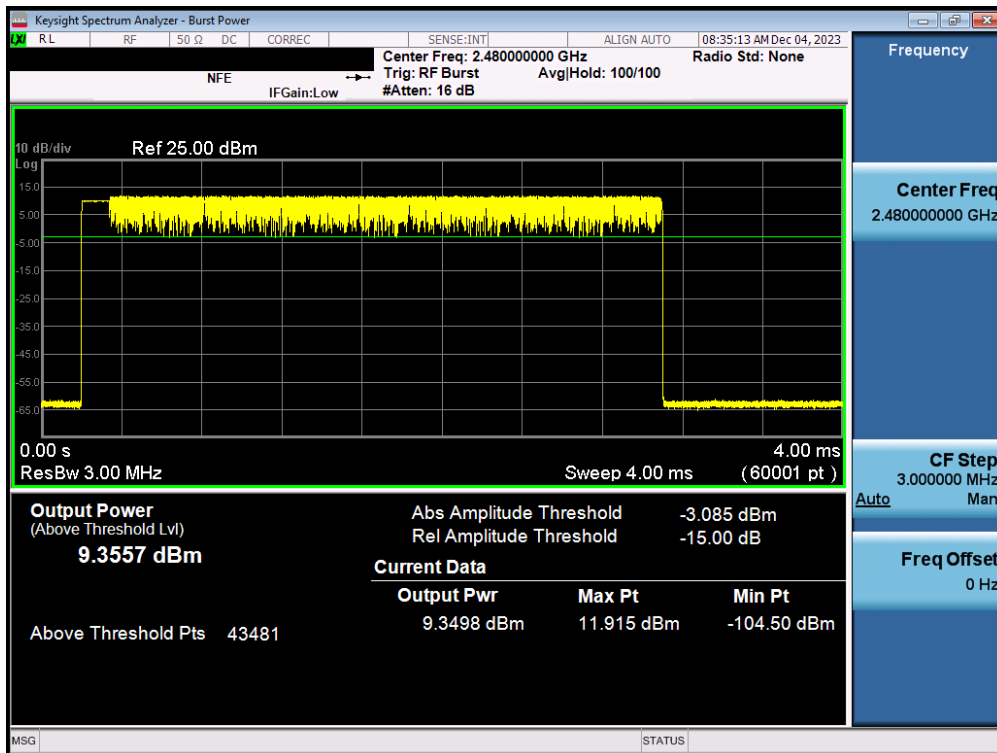 Keysight Spectrum Analyzer - Burst Power
LXI RL RF 50 Ω DC CORREC SENSE:INT ALIGN AUTO 08:35:13 AM Dec 04, 2023
Center Freq: 2.480000000 GHz Radio Std: None
NFE Trig: RF Burst Avg|Hold: 100/100
IFGain:Low #Atten: 16 dB
Frequency
10 dB/div Ref 25.00 dBm
Log
15.0
5.00
-5.00
-15.0
-25.0
-35.0
-45.0
-55.0
-65.0
0.00 s 4.00 ms
ResBw 3.00 MHz Sweep 4.00 ms (60001 pt )
Output Power
(Above Threshold Lvl)
9.3557 dBm
Above Threshold Pts 43481
Abs Amplitude Threshold -3.085 dBm
Rel Amplitude Threshold -15.00 dB
Current Data
Output Pwr Max Pt Min Pt
9.3498 dBm 11.915 dBm -104.50 dBm
Center Freq
2.480000000 GHz
CF Step
3.000000 MHz
Auto Man
Freq Offset
0 Hz
MSG STATUS